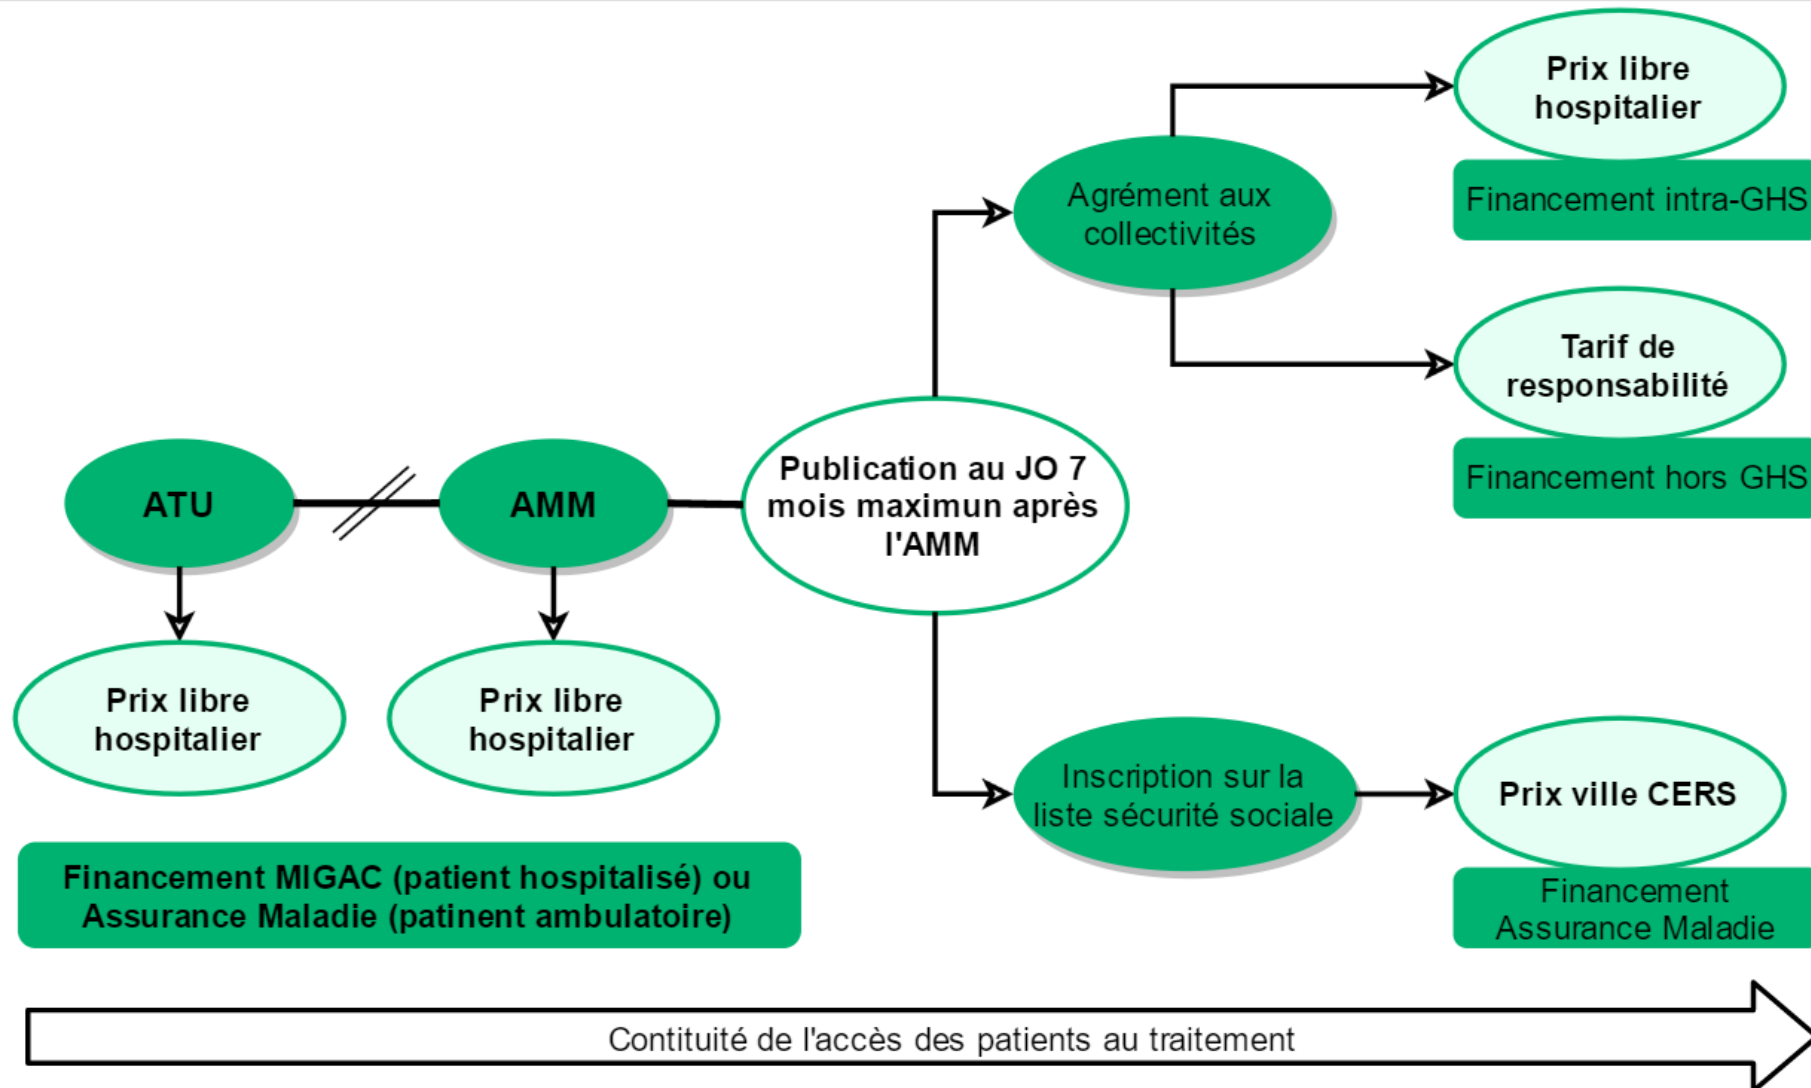 Prix libre
hospitalier
Financement intra-GHS
Agrément aux
collectivités
Tarif de
responsabilité
Financement hors GHS
ATU
AMM
Publication au JO 7
mois maximun après
l'AMM
Prix libre
hospitalier
Prix libre
hospitalier
Inscription sur la
liste sécurité sociale
Prix ville CERS
Financement
Assurance Maladie
Financement MIGAC (patient hospitalisé) ou
Assurance Maladie (patinent ambulatoire)
Contituité de l'accès des patients au traitement